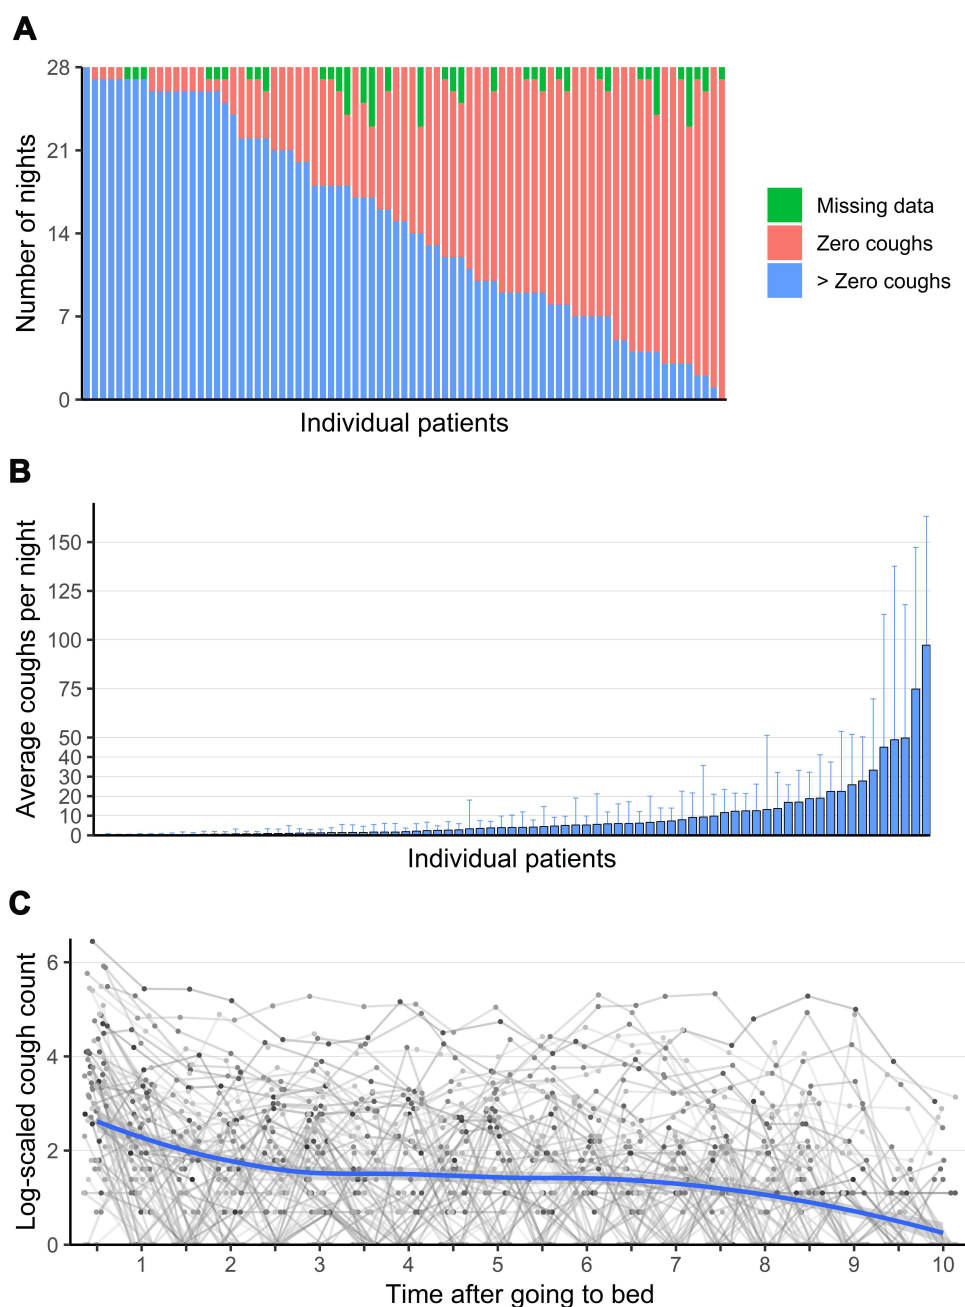 A
28
21
14
7
0
Number of nights
Individual patients
Missing data
Zero coughs
> Zero coughs
B
150
125
100
75
50
40
30
20
10
0
Average coughs per night
Individual patients
C
6
4
2
0
Log-scaled cough count
1 2 3 4 5 6 7 8 9 10
Time after going to bed